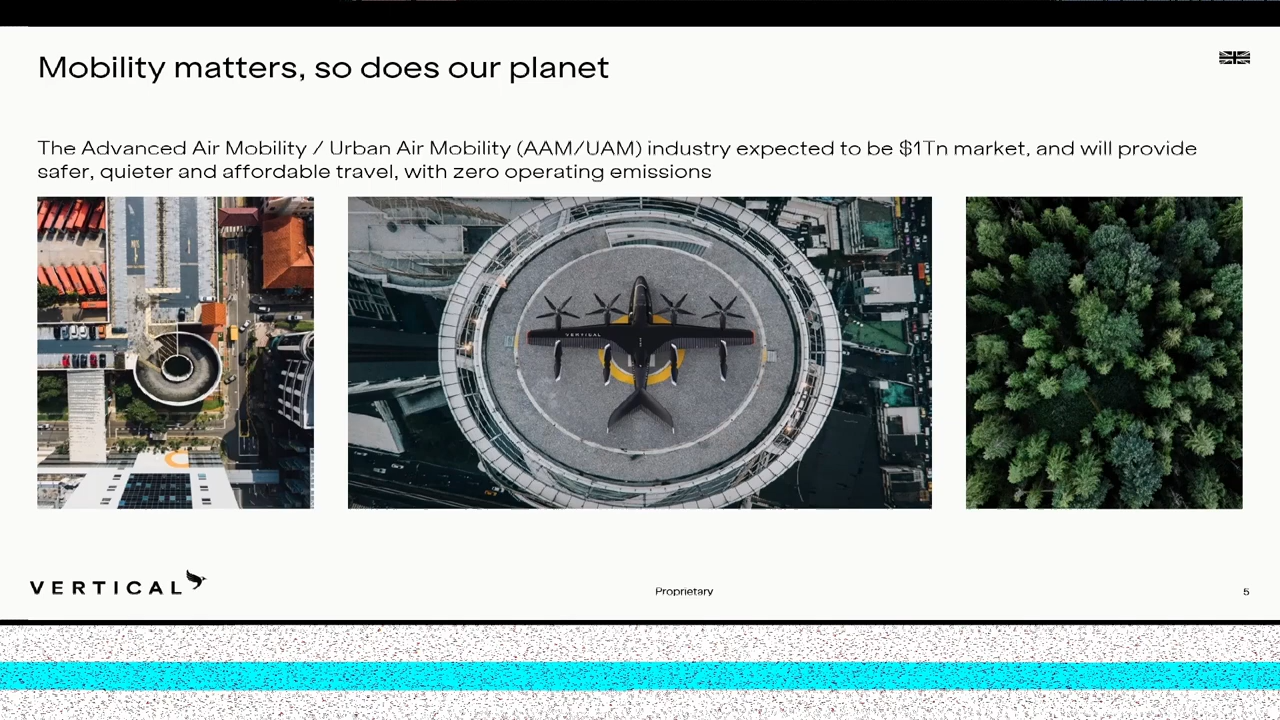 Mobility matters, so does our planet
The Advanced Air Mobility / Urban Air Mobility (AAM/UAM) industry expected to be $1Tn market, and will provide
safer, quieter and affordable travel, with zero operating emissions
VERTICAL
VERTICAL
Proprietary
5